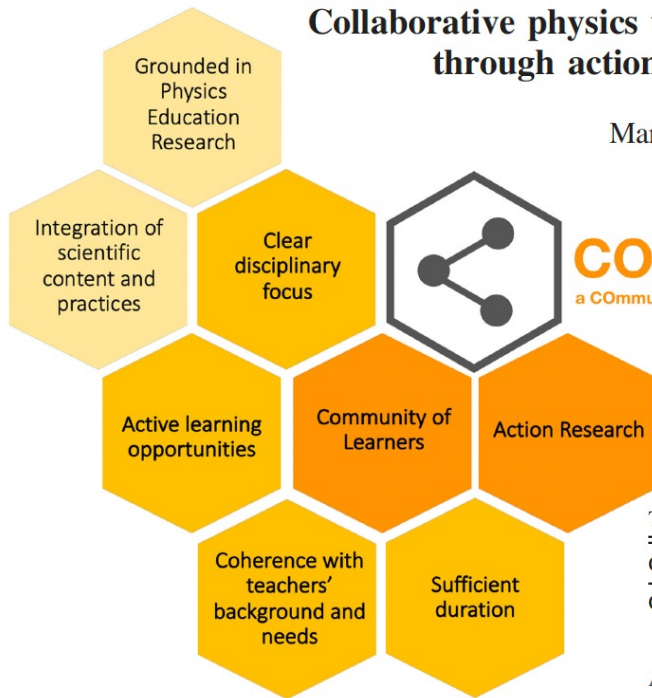 Collaborative physics
through action
Grounded in
Physics
Education
Research
Integration of
scientific
content and
practices
Clear
disciplinary
focus
CO
a COmmu
Active learning
opportunities
Community of
Learners
Action Research
Coherence with
teachers’
background and
needs
Sufficient
duration